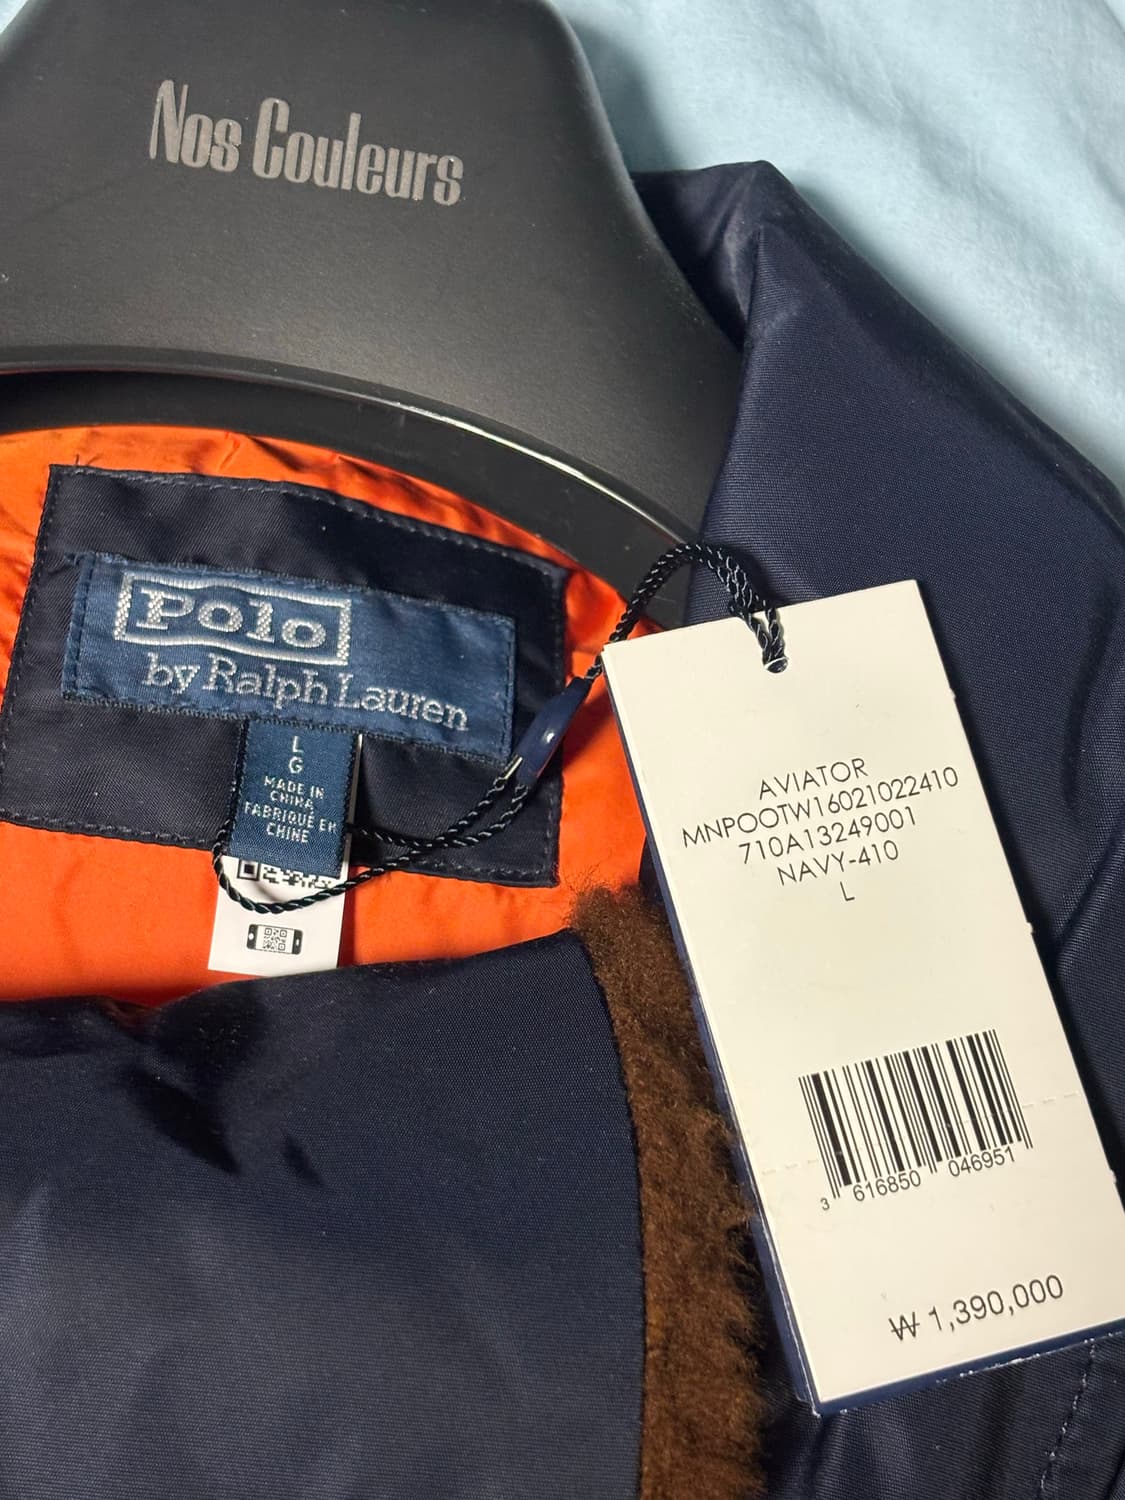 Nos Couleurs
Polo
by Ralph Lauren
L
G
MADE IN
CHINA
FABRIQUÉ EN
CHINE
AVIATOR
MNPOOTW16021022410
710A13249001
NAVY-410
L
3 616850 046951
₩ 1,390,000